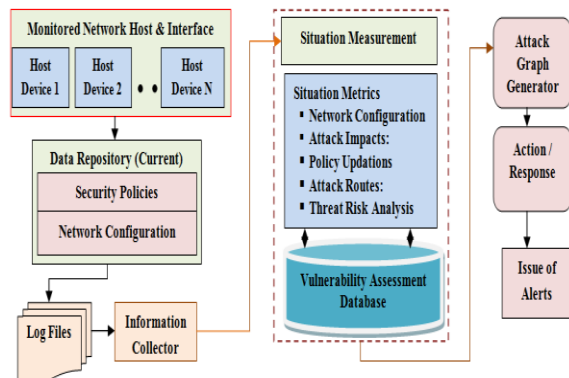 Monitored Network Host & Interface
Host
Device 1
Host
Device 2
Host
Device N
Data Repository (Current)
Security Policies
Network Configuration
Log Files
Information
Collector
Situation Measurement
Situation Metrics
Network Configuration
Attack Impacts:
Policy Updations
Attack Routes:
Threat Risk Analysis
Vulnerability Assessment
Database
Attack
Graph
Generator
Action /
Response
Issue of
Alerts